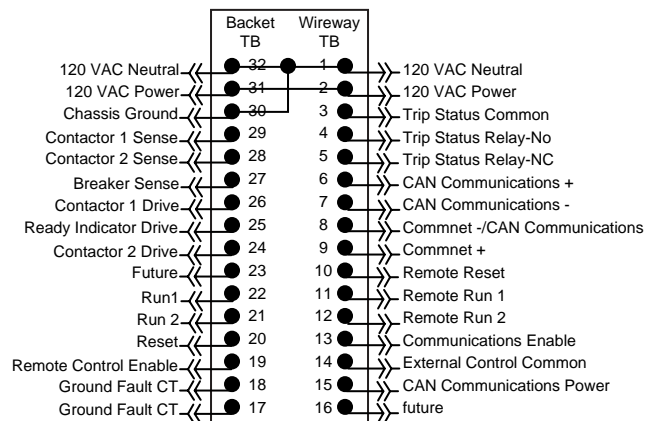 Backet Wireway
TB TB
120 VAC Neutral 32 1 120 VAC Neutral
120 VAC Power 31 2 120 VAC Power
Chassis Ground 30 3 Trip Status Common
Contactor 1 Sense 29 4 Trip Status Relay-No
Contactor 2 Sense 28 5 Trip Status Relay-NC
Breaker Sense 27 6 CAN Communications +
Contactor 1 Drive 26 7 CAN Communications -
Ready Indicator Drive 25 8 Commnet -/CAN Communications
Contactor 2 Drive 24 9 Commnet +
Future 23 10 Remote Reset
Run1 22 11 Remote Run 1
Run 2 21 12 Remote Run 2
Reset 20 13 Communications Enable
Remote Control Enable 19 14 External Control Common
Ground Fault CT 18 15 CAN Communications Power
Ground Fault CT 17 16 future